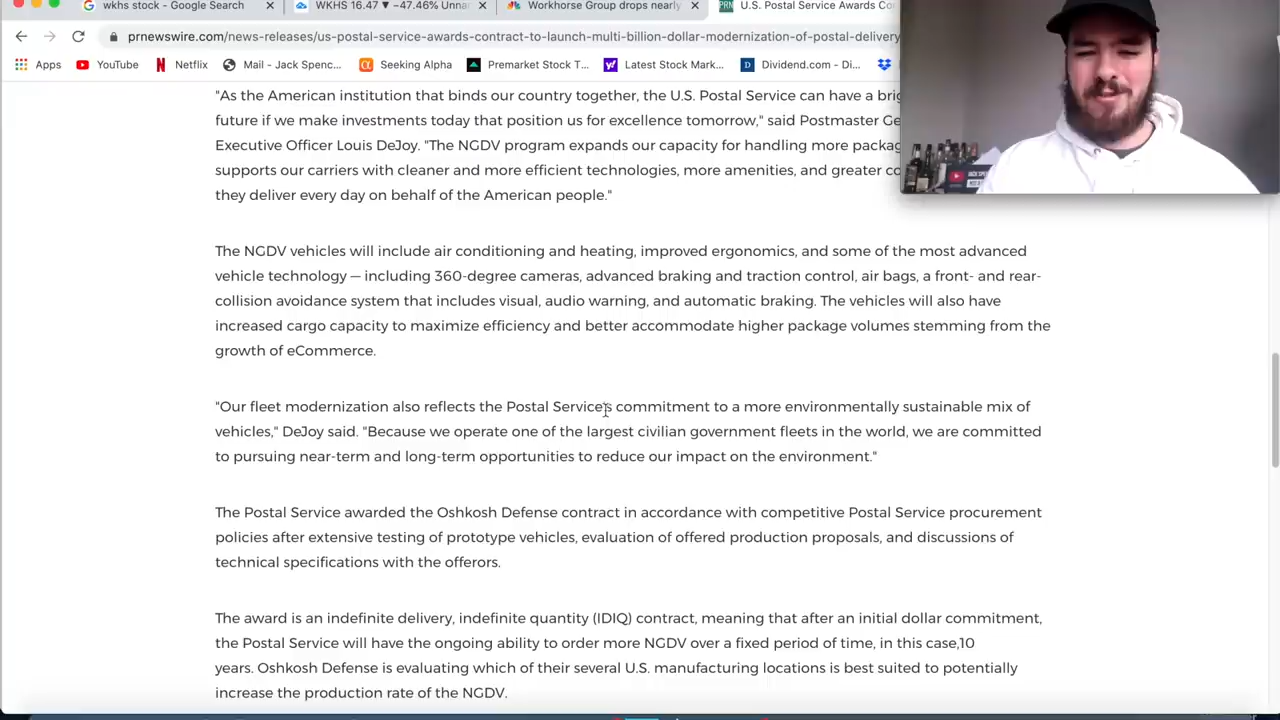 wkhs stock - Google Search
WKHS 16.47 ▼ −47.46% Unna
Workhorse Group drops nearly
U.S. Postal Service Awards Co
prnewswire.com/news-releases/us-postal-service-awards-contract-to-launch-multi-billion-dollar-modernization-of-postal-delivery
Apps YouTube Netflix Mail - Jack Spenc... Seeking Alpha Premarket Stock T... Latest Stock Mark... Dividend.com - Di...
"As the American institution that binds our country together, the U.S. Postal Service can have a brig
future if we make investments today that position us for excellence tomorrow," said Postmaster Ge
Executive Officer Louis DeJoy. "The NGDV program expands our capacity for handling more packag
supports our carriers with cleaner and more efficient technologies, more amenities, and greater co
they deliver every day on behalf of the American people."
The NGDV vehicles will include air conditioning and heating, improved ergonomics, and some of the most advanced
vehicle technology — including 360-degree cameras, advanced braking and traction control, air bags, a front- and rear-
collision avoidance system that includes visual, audio warning, and automatic braking. The vehicles will also have
increased cargo capacity to maximize efficiency and better accommodate higher package volumes stemming from the
growth of eCommerce.
"Our fleet modernization also reflects the Postal Service's commitment to a more environmentally sustainable mix of
vehicles," DeJoy said. "Because we operate one of the largest civilian government fleets in the world, we are committed
to pursuing near-term and long-term opportunities to reduce our impact on the environment."
The Postal Service awarded the Oshkosh Defense contract in accordance with competitive Postal Service procurement
policies after extensive testing of prototype vehicles, evaluation of offered production proposals, and discussions of
technical specifications with the offerors.
The award is an indefinite delivery, indefinite quantity (IDIQ) contract, meaning that after an initial dollar commitment,
the Postal Service will have the ongoing ability to order more NGDV over a fixed period of time, in this case,10
years. Oshkosh Defense is evaluating which of their several U.S. manufacturing locations is best suited to potentially
increase the production rate of the NGDV.